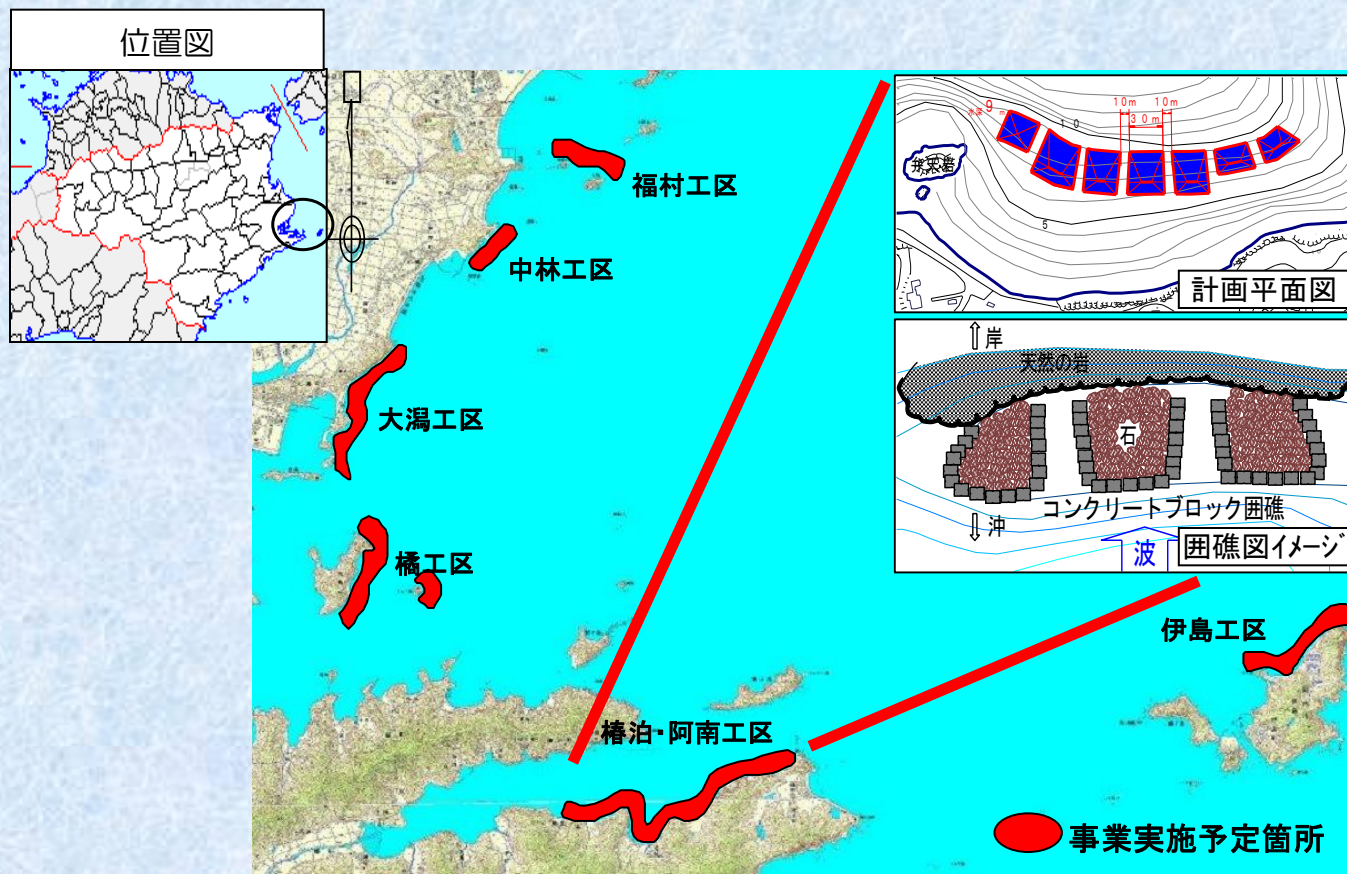 位置図
福村工区
中林工区
大潟工区
橘工区
椿泊・阿南工区
伊島工区
水深9m
10m
10m
30m
10
5
計画平面図
岸
天然の岩
石
コンクリートブロック囲礁
沖
波
囲礁図イメージ
事業実施予定箇所